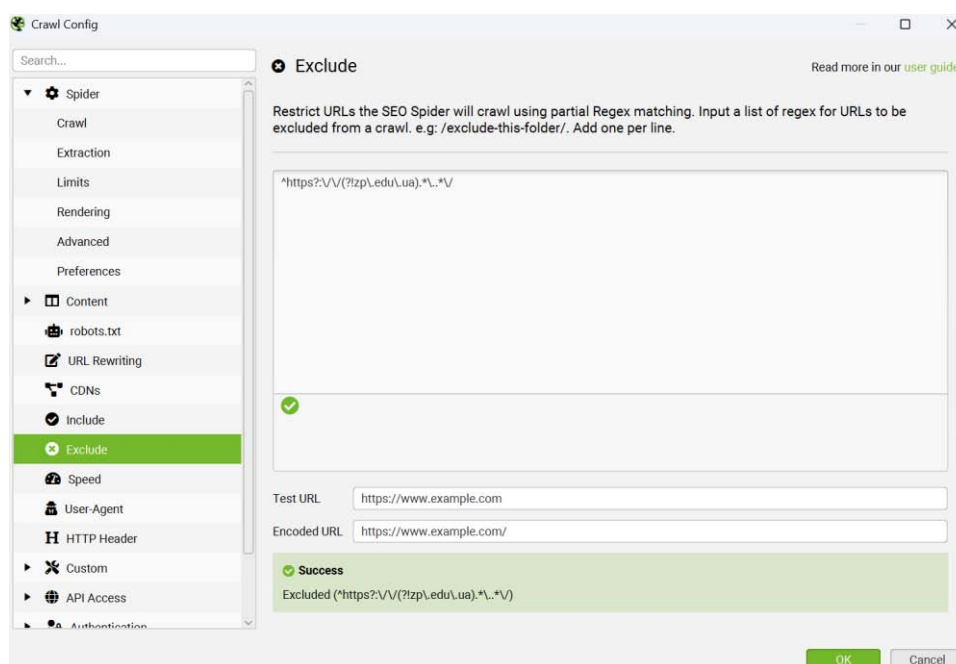 Crawl Config
Search...
Spider
Crawl
Extraction
Limits
Rendering
Advanced
Preferences
Content
robots.txt
URL Rewriting
CDNs
Include
Exclude
Speed
User-Agent
HTTP Header
Custom
API Access
Authentication
Exclude
Read more in our user guide
Restrict URLs the SEO Spider will crawl using partial Regex matching. Input a list of regex for URLs to be
excluded from a crawl. e.g: /exclude-this-folder/. Add one per line.
^https?:\/\/(?!zp\.edu\.ua).*\..*\/
Test URL https://www.example.com
Encoded URL https://www.example.com/
Success
Excluded (^https?:\/\/(?!zp\.edu\.ua).*\..*\/)
OK Cancel